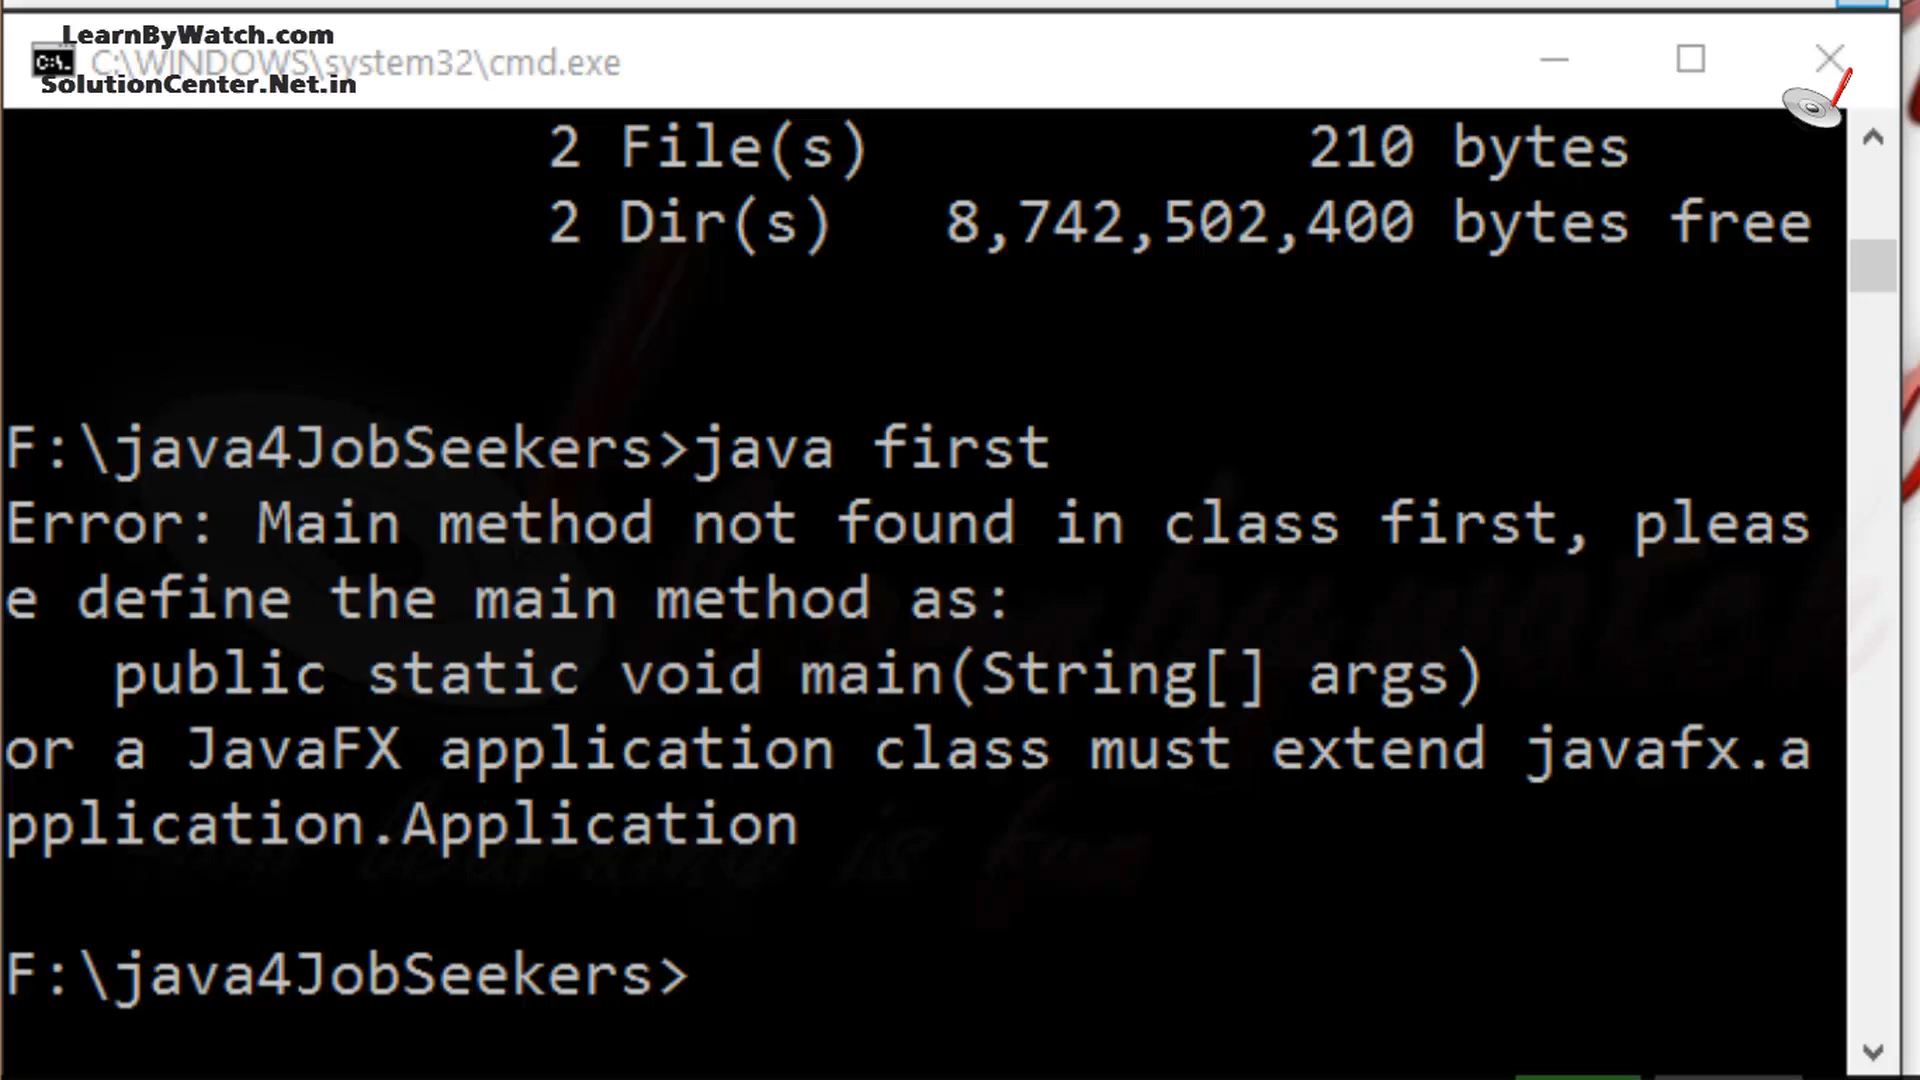 LearnByWatch.com
C:\WINDOWS\system32\cmd.exe
SolutionCenter.Net.in
2 File(s) 210 bytes
2 Dir(s) 8,742,502,400 bytes free
F:\java4JobSeekers>java first
Error: Main method not found in class first, pleas
e define the main method as:
public static void main(String[] args)
or a JavaFX application class must extend javafx.a
pplication.Application
F:\java4JobSeekers>